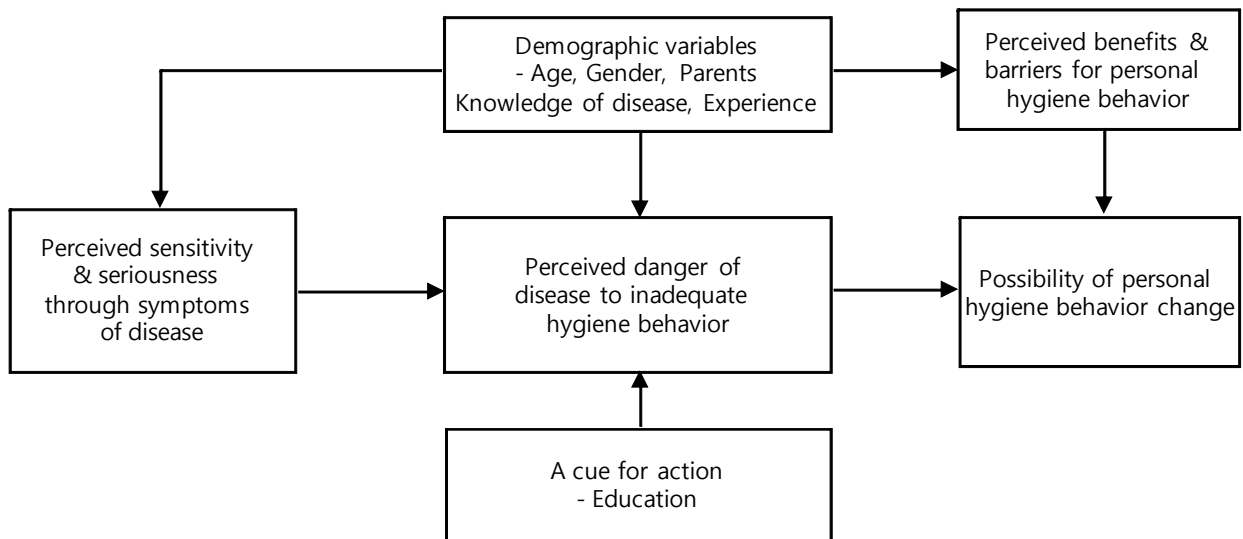 Demographic variables
- Age, Gender, Parents
Knowledge of disease, Experience
Perceived benefits &
barriers for personal
hygiene behavior
Perceived sensitivity
& seriousness
through symptoms
of disease
Perceived danger of
disease to inadequate
hygiene behavior
Possibility of personal
hygiene behavior change
A cue for action
- Education